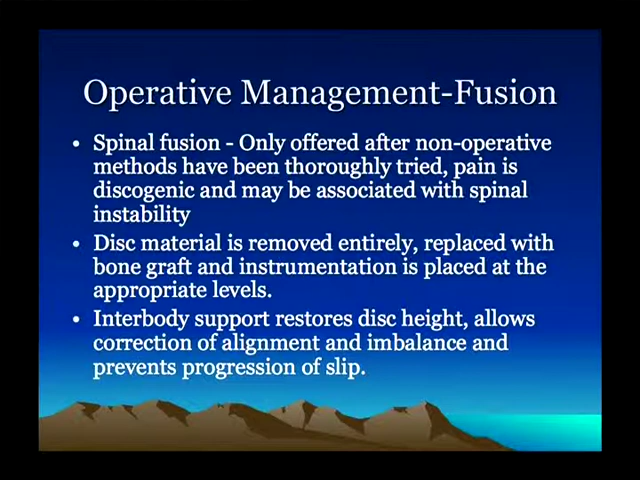 Operative Management-Fusion
• Spinal fusion - Only offered after non-operative
methods have been thoroughly tried, pain is
discogenic and may be associated with spinal
instability
• Disc material is removed entirely, replaced with
bone graft and instrumentation is placed at the
appropriate levels.
• Interbody support restores disc height, allows
correction of alignment and imbalance and
prevents progression of slip.